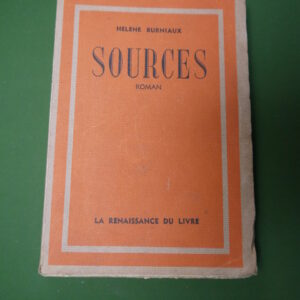 HELENE BURNIAUX
SOURCES
ROMAN
LA RENAISSANCE DU LIVRE